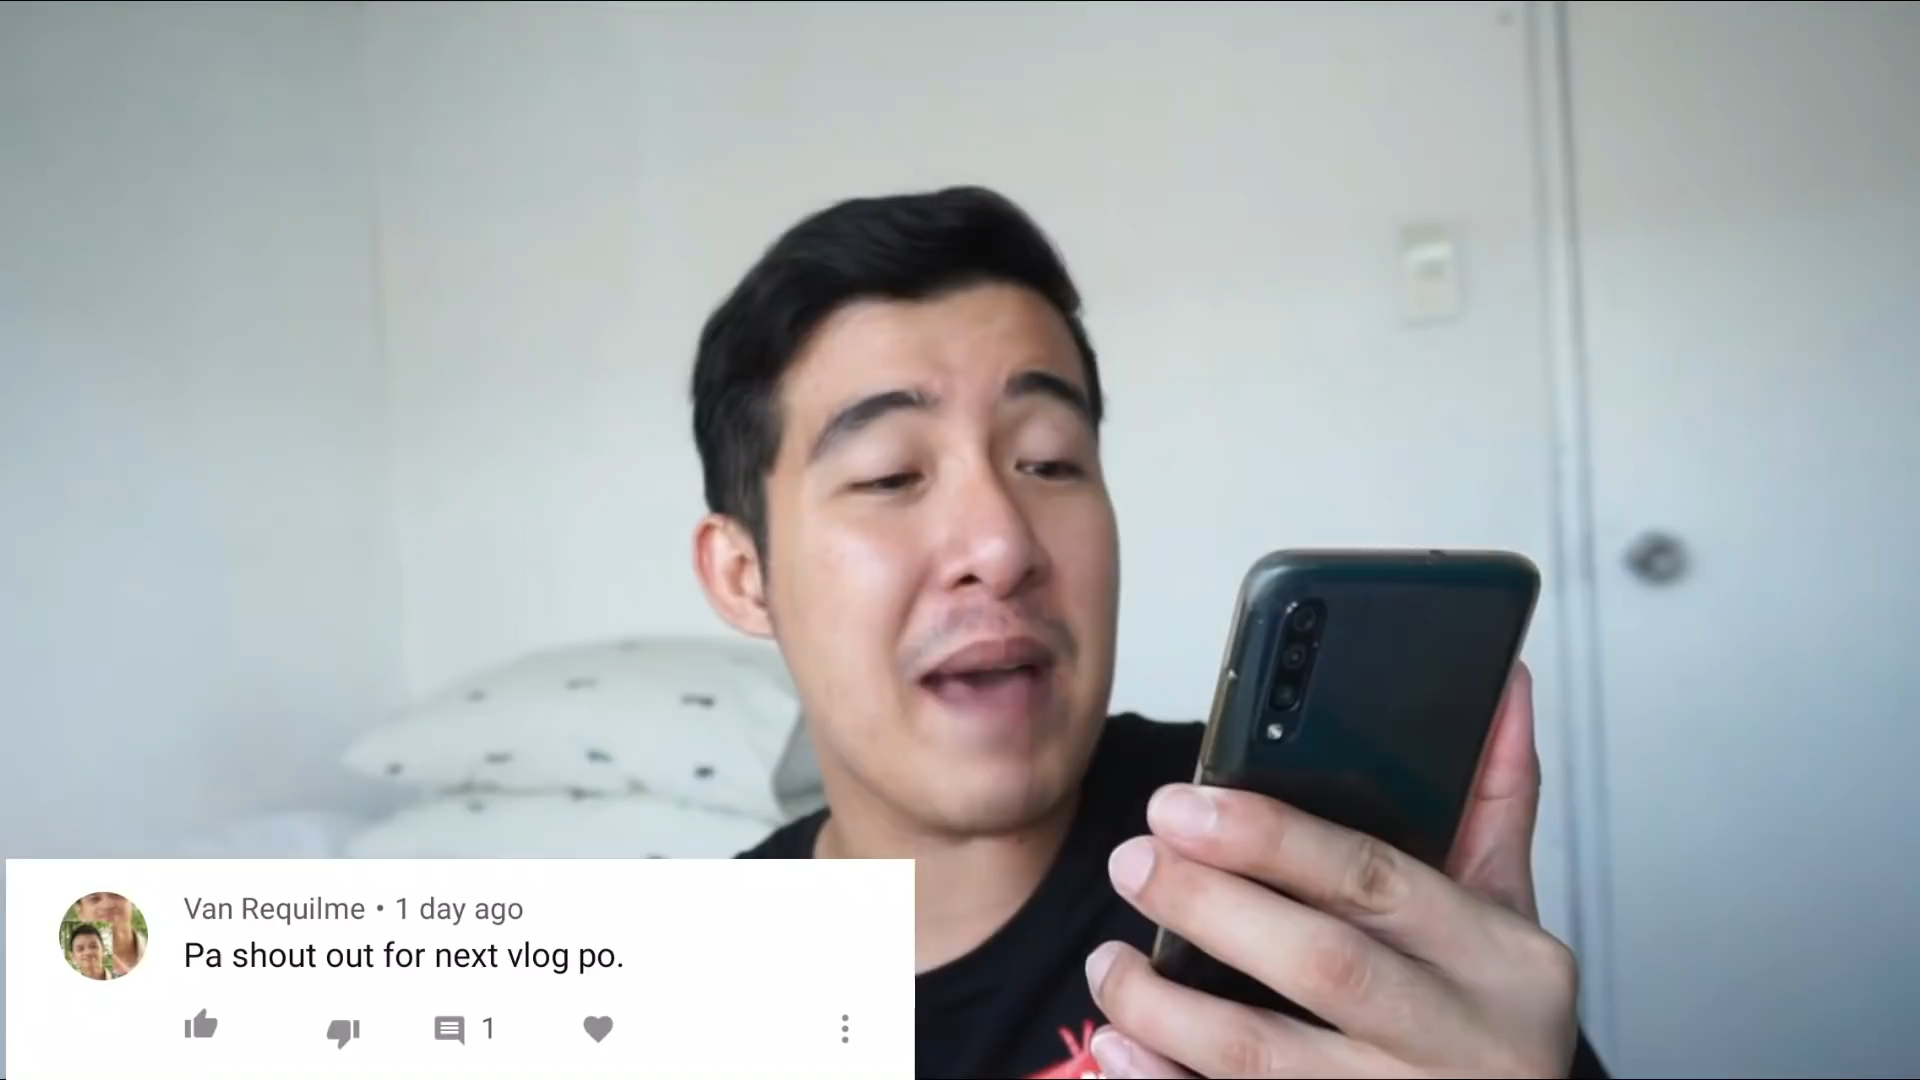 Van Requilme • 1 day ago
Pa shout out for next vlog po.
1